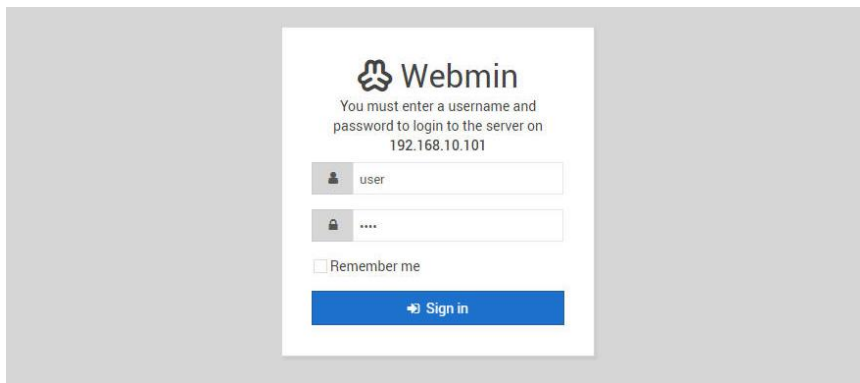 Webmin
You must enter a username and
password to login to the server on
192.168.10.101
user
••••
Remember me
Sign in